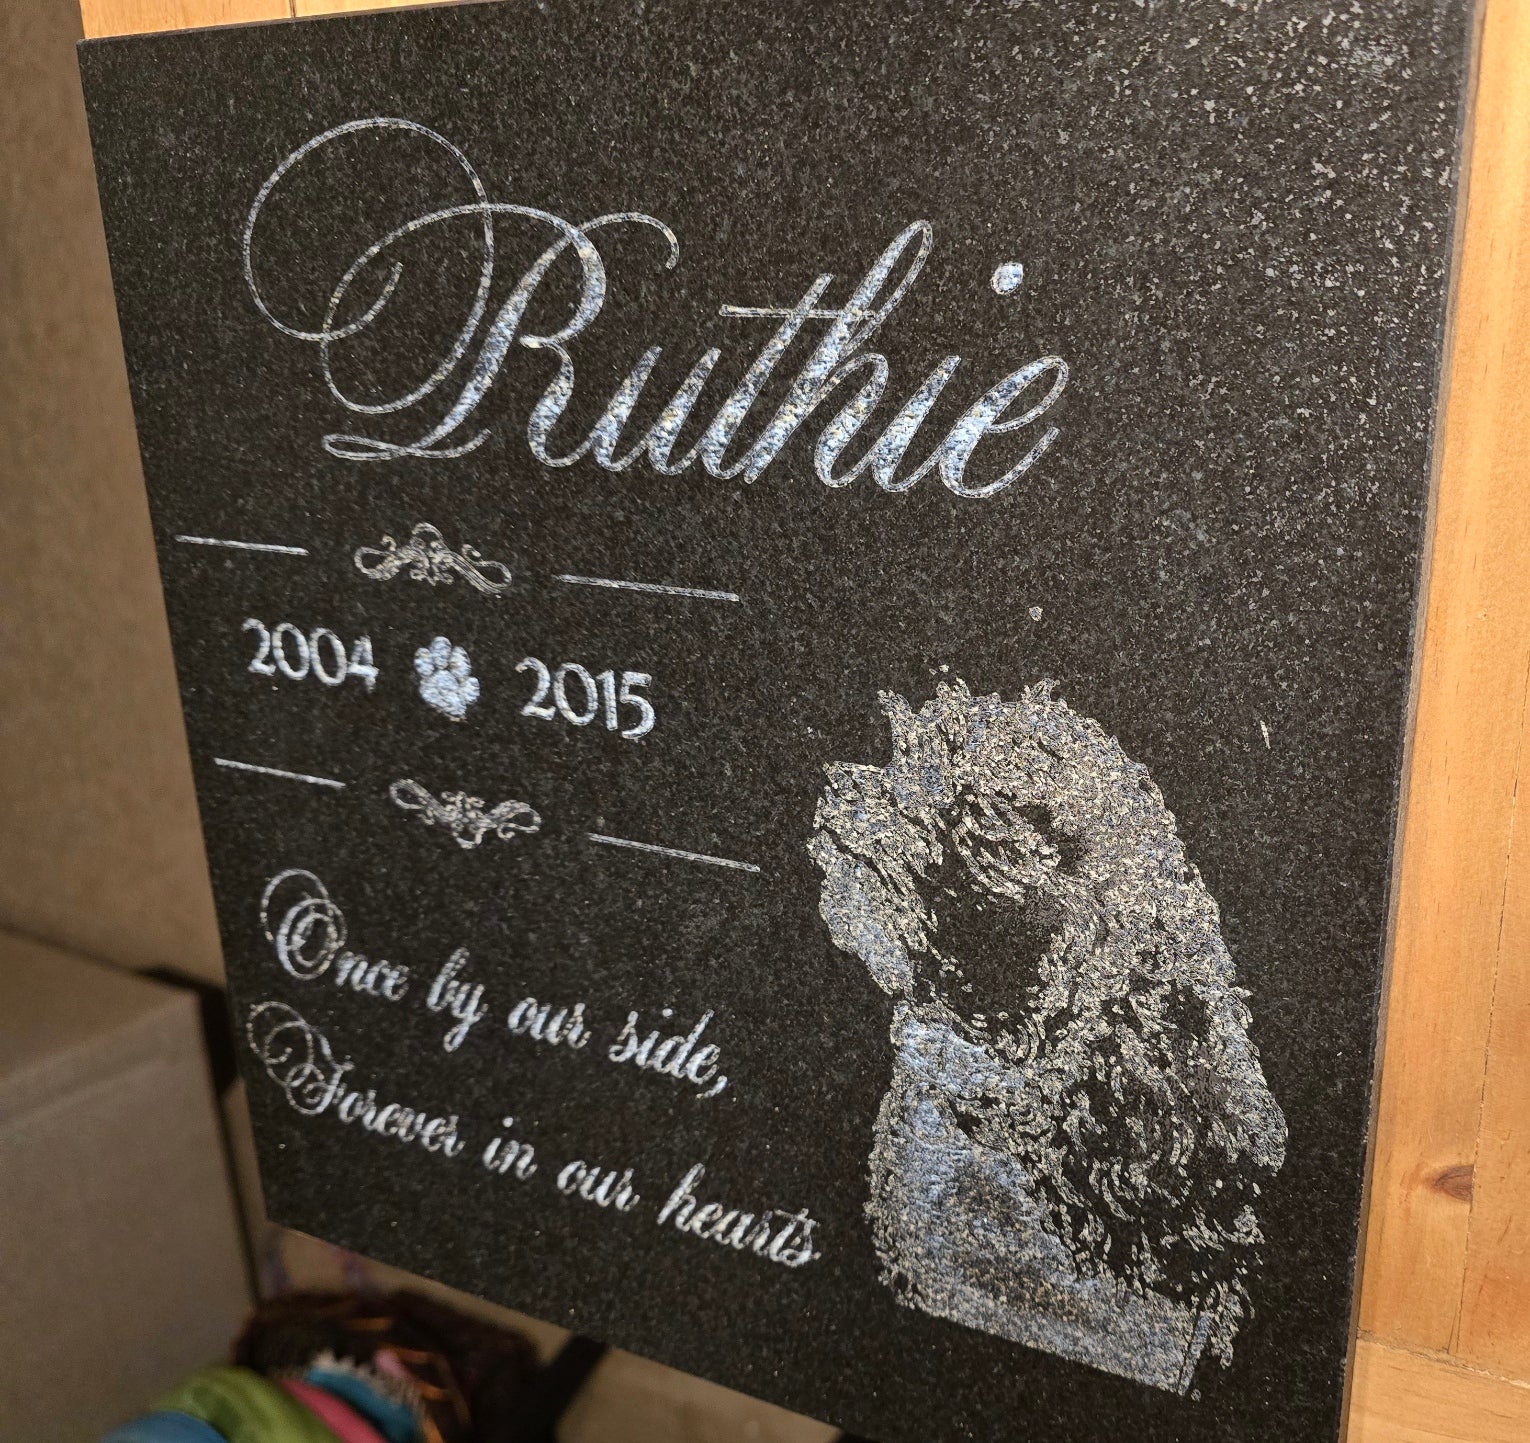 Ruthie
2004 2015
Once by our side,
Forever in our hearts